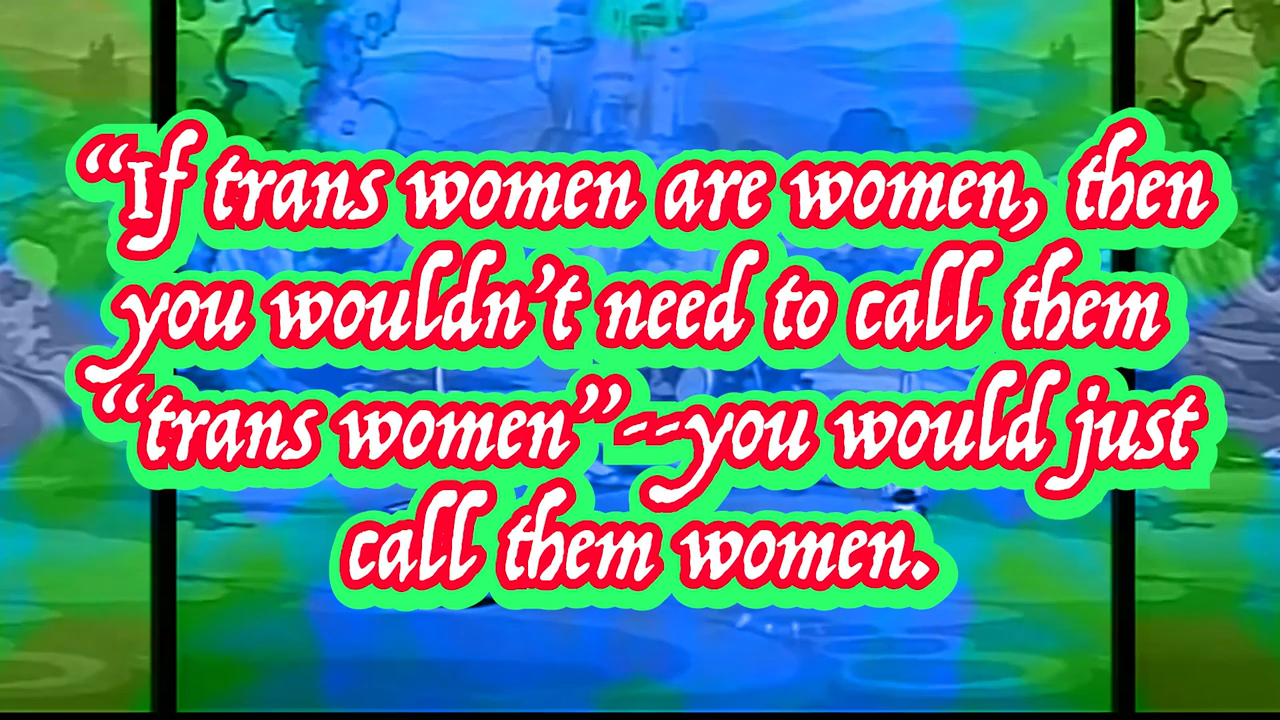 “If trans women are women, then
you wouldn’t need to call them
“trans women”--you would just
call them women.